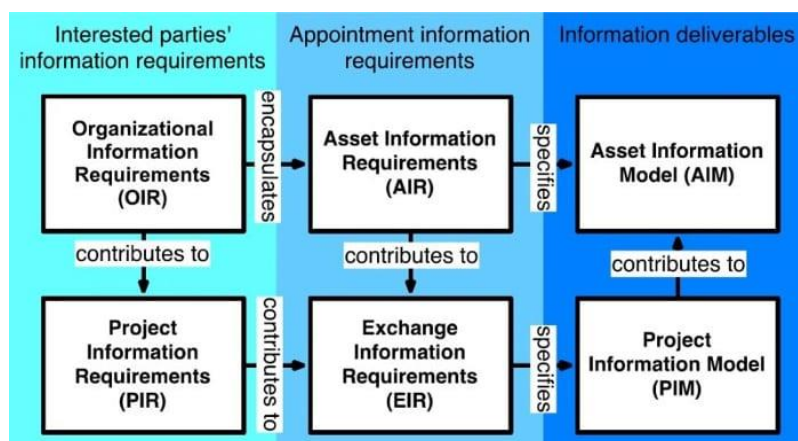 Interested parties'
information requirements
Appointment information
requirements
Information deliverables
Organizational
Information
Requirements
(OIR)
encapsulates
Asset Information
Requirements
(AIR)
specifies
Asset Information
Model (AIM)
contributes to
contributes to
contributes to
Project
Information
Requirements
(PIR)
contributes
to
Exchange
Information
Requirements
(EIR)
specifies
Project
Information Model
(PIM)